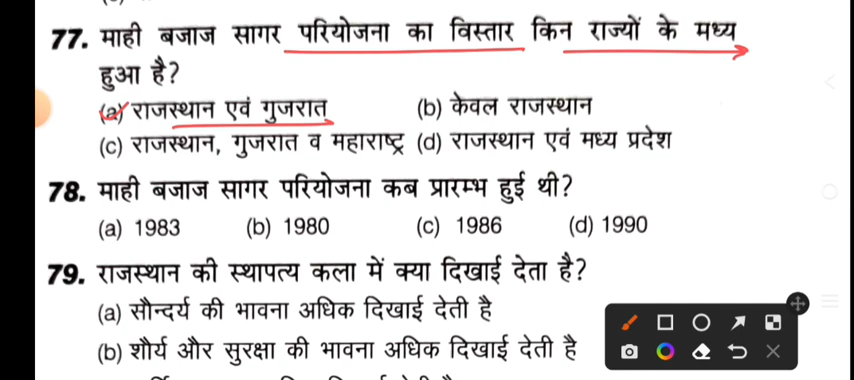 77. माही बजाज सागर परियोजना का विस्तार किन राज्यों के मध्य
हुआ है?
(a) राजस्थान एवं गुजरात (b) केवल राजस्थान
(c) राजस्थान, गुजरात व महाराष्ट्र (d) राजस्थान एवं मध्य प्रदेश
78. माही बजाज सागर परियोजना कब प्रारम्भ हुई थी?
(a) 1983 (b) 1980 (c) 1986 (d) 1990
79. राजस्थान की स्थापत्य कला में क्या दिखाई देता है?
(a) सौन्दर्य की भावना अधिक दिखाई देती है
(b) शौर्य और सुरक्षा की भावना अधिक दिखाई देती है